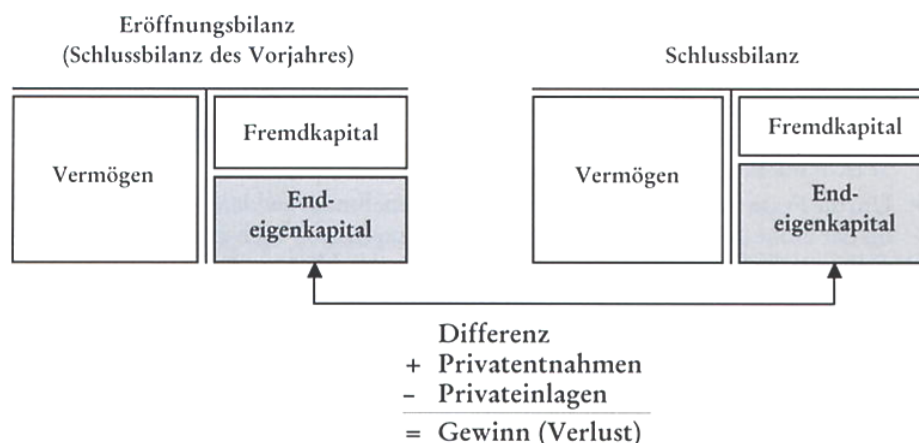 Eröffnungsbilanz
(Schlussbilanz des Vorjahres)
Schlussbilanz
Vermögen
Fremdkapital
End-
eigenkapital
Vermögen
Fremdkapital
End-
eigenkapital
Differenz
+ Privatentnahmen
– Privateinlagen
= Gewinn (Verlust)